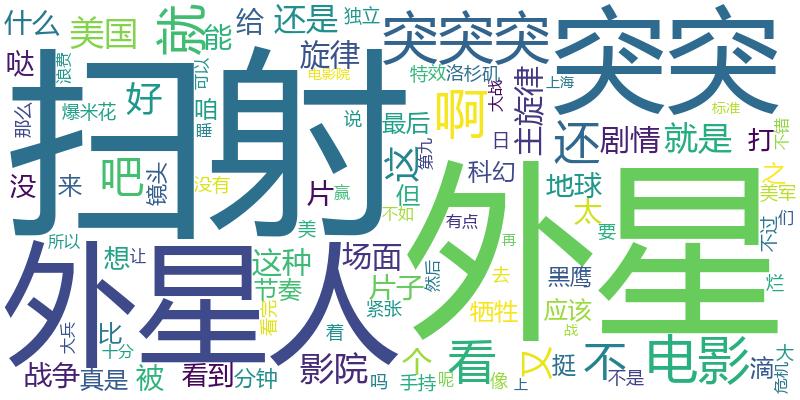 什么 美国 就 能 给 还是 独立 突突突 突突
哒 浪费 可以 电影院 旋律 特效 洛杉矶 大战 上海
扫射 那么 爆米花 好 咱 睡 说 最后 啊 主旋律 还 剧情 就是 打 标准 不错
没 来 吧 镜头 没有 片 赢 这 但 第九 科幻 日 地球 之 美军
所以 美 不如 有点 太 要 不过 们
外星人 外星
想 让 这种 场面 然后 再 去 黑鹰
节奏 看完 着 片子 紧张 牺牲 应该 战
大兵 比 十分 影院 个 看 又 挺 不 电影 滴 大 危机
战争 真是 被 看到 分钟 吗 手持 呢 像 上 不是